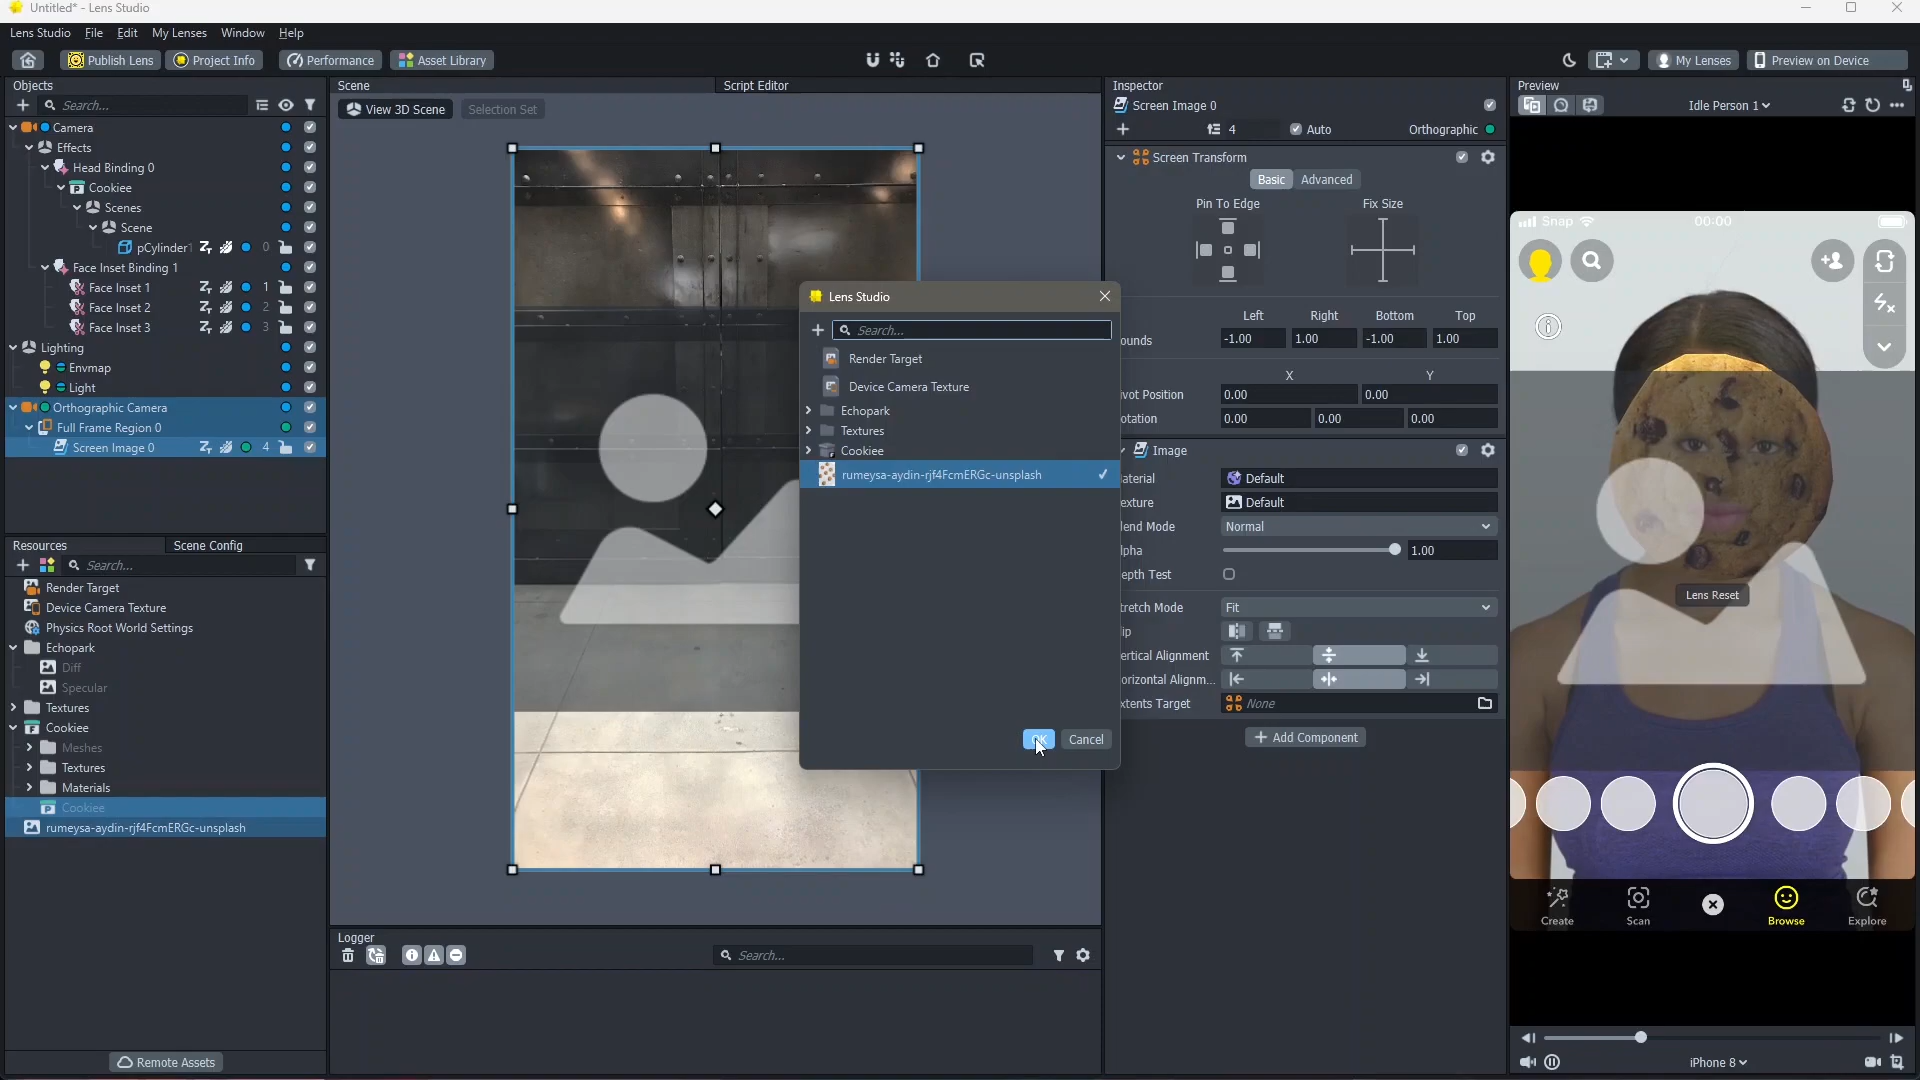 Untitled* - Lens Studio
Lens Studio File Edit My Lenses Window Help
Publish Lens Project Info Performance Asset Library My Lenses Preview on Device
Objects
Search...
Camera
Effects
Head Binding 0
Cookiee
Scenes
Scene
pCylinder1 0
Face Inset Binding 1
Face Inset 1 1
Face Inset 2 2
Face Inset 3 3
Lighting
Envmap
Light
Orthographic Camera
Full Frame Region 0
Screen Image 0 4
Resources Scene Config
Search...
Render Target
Device Camera Texture
Physics Root World Settings
Echopark
Diff
Specular
Textures
Cookiee
Meshes
Textures
Materials
Cookiee
rumeysa-aydin-rjf4FcmERGc-unsplash
Remote Assets
Scene Script Editor
View 3D Scene Selection Set
Lens Studio
Search...
Render Target
Device Camera Texture
Echopark
Textures
Cookiee
rumeysa-aydin-rjf4FcmERGc-unsplash
OK Cancel
Logger
Search...
Inspector
Screen Image 0
4 Auto Orthographic
Screen Transform
Basic Advanced
Pin To Edge Fix Size
Left Right Bottom Top
ounds -1.00 1.00 -1.00 1.00
X Y
ivot Position 0.00 0.00
otation 0.00 0.00 0.00
Image
aterial Default
exture Default
lend Mode Normal
lpha 1.00
epth Test
tretch Mode Fit
lip
ertical Alignment
orizontal Alignm...
xtents Target None
Add Component
Preview
Idle Person 1
Snap 00:00
Lens Reset
Create Scan Browse Explore
iPhone 8